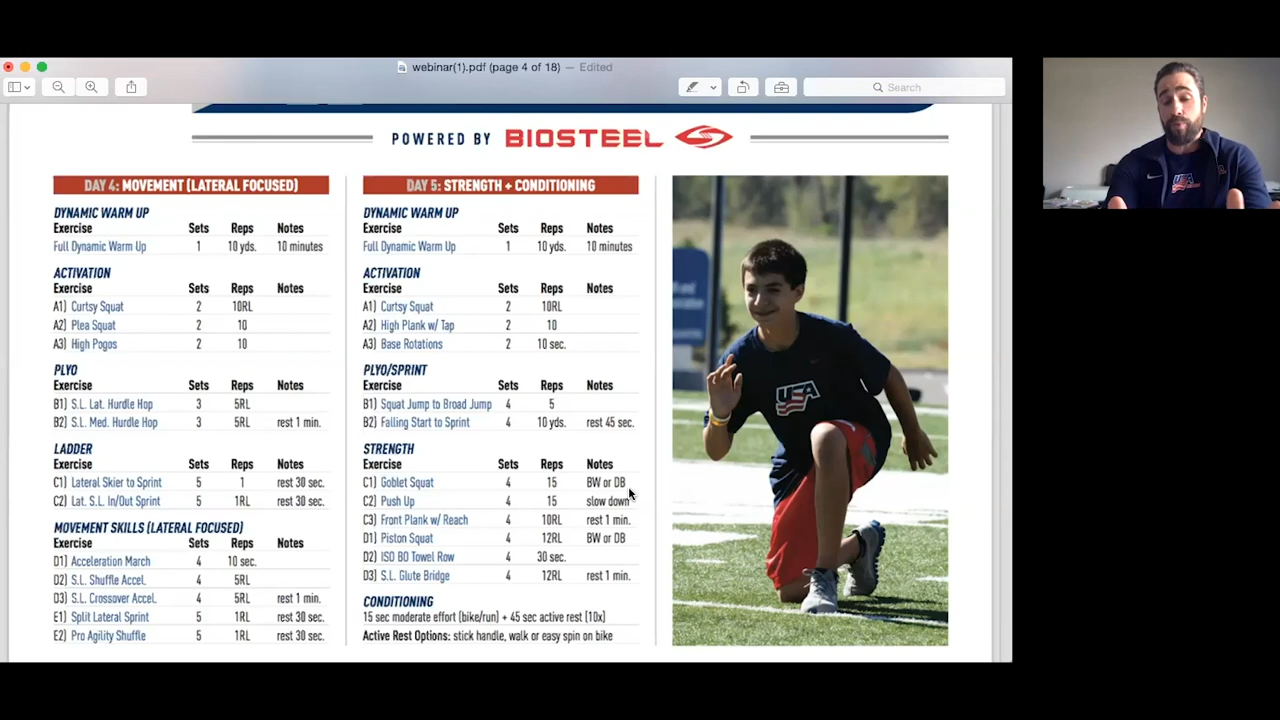 webinar(1).pdf (page 4 of 18) — Edited
Search
POWERED BY BIOSTEEL
DAY 4: MOVEMENT (LATERAL FOCUSED)
DYNAMIC WARM UP
Exercise Sets Reps Notes
Full Dynamic Warm Up 1 10 yds. 10 minutes
ACTIVATION
Exercise Sets Reps Notes
A1) Curtsy Squat 2 10RL
A2) Plea Squat 2 10
A3) High Pogos 2 10
PLYO
Exercise Sets Reps Notes
B1) S.L. Lat. Hurdle Hop 3 5RL
B2) S.L. Med. Hurdle Hop 3 5RL rest 1 min.
LADDER
Exercise Sets Reps Notes
C1) Lateral Skier to Sprint 5 1 rest 30 sec.
C2) Lat. S.L. In/Out Sprint 5 1RL rest 30 sec.
MOVEMENT SKILLS (LATERAL FOCUSED)
Exercise Sets Reps Notes
D1) Acceleration March 4 10 sec.
D2) S.L. Shuffle Accel. 4 5RL
D3) S.L. Crossover Accel. 4 5RL rest 1 min.
E1) Split Lateral Sprint 5 1RL rest 30 sec.
E2) Pro Agility Shuffle 5 1RL rest 30 sec.
DAY 5: STRENGTH + CONDITIONING
DYNAMIC WARM UP
Exercise Sets Reps Notes
Full Dynamic Warm Up 1 10 yds. 10 minutes
ACTIVATION
Exercise Sets Reps Notes
A1) Curtsy Squat 2 10RL
A2) High Plank w/ Tap 2 10
A3) Base Rotations 2 10 sec.
PLYO/SPRINT
Exercise Sets Reps Notes
B1) Squat Jump to Broad Jump 4 5
B2) Falling Start to Sprint 4 10 yds. rest 45 sec.
STRENGTH
Exercise Sets Reps Notes
C1) Goblet Squat 4 15 BW or DB
C2) Push Up 4 15 slow down
C3) Front Plank w/ Reach 4 10RL rest 1 min.
D1) Piston Squat 4 12RL BW or DB
D2) ISO BO Towel Row 4 30 sec.
D3) S.L. Glute Bridge 4 12RL rest 1 min.
CONDITIONING
15 sec moderate effort (bike/run) + 45 sec active rest (10x)
Active Rest Options: stick handle, walk or easy spin on bike
USA
USA